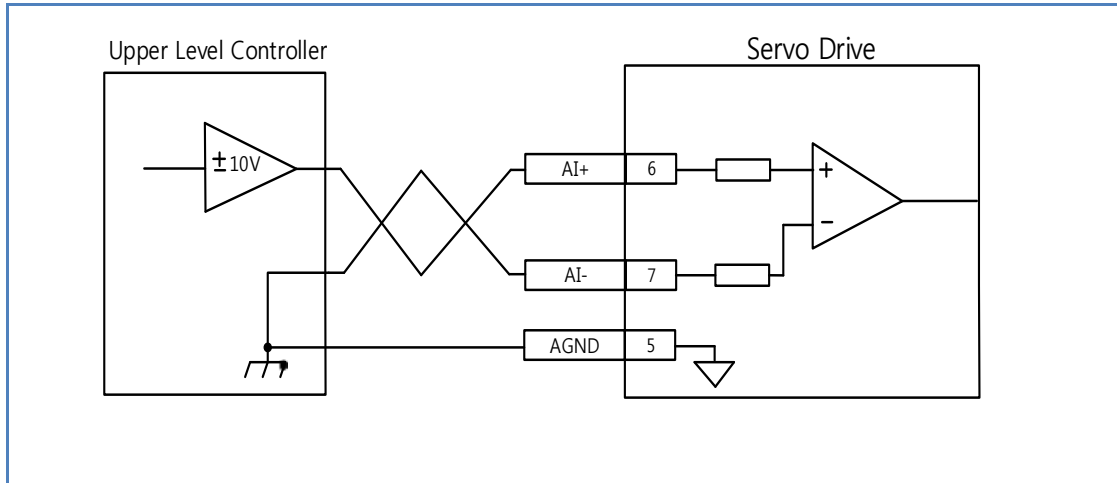 Upper Level Controller
Servo Drive
±10V
AI+ 6
+
−
AI- 7
AGND 5